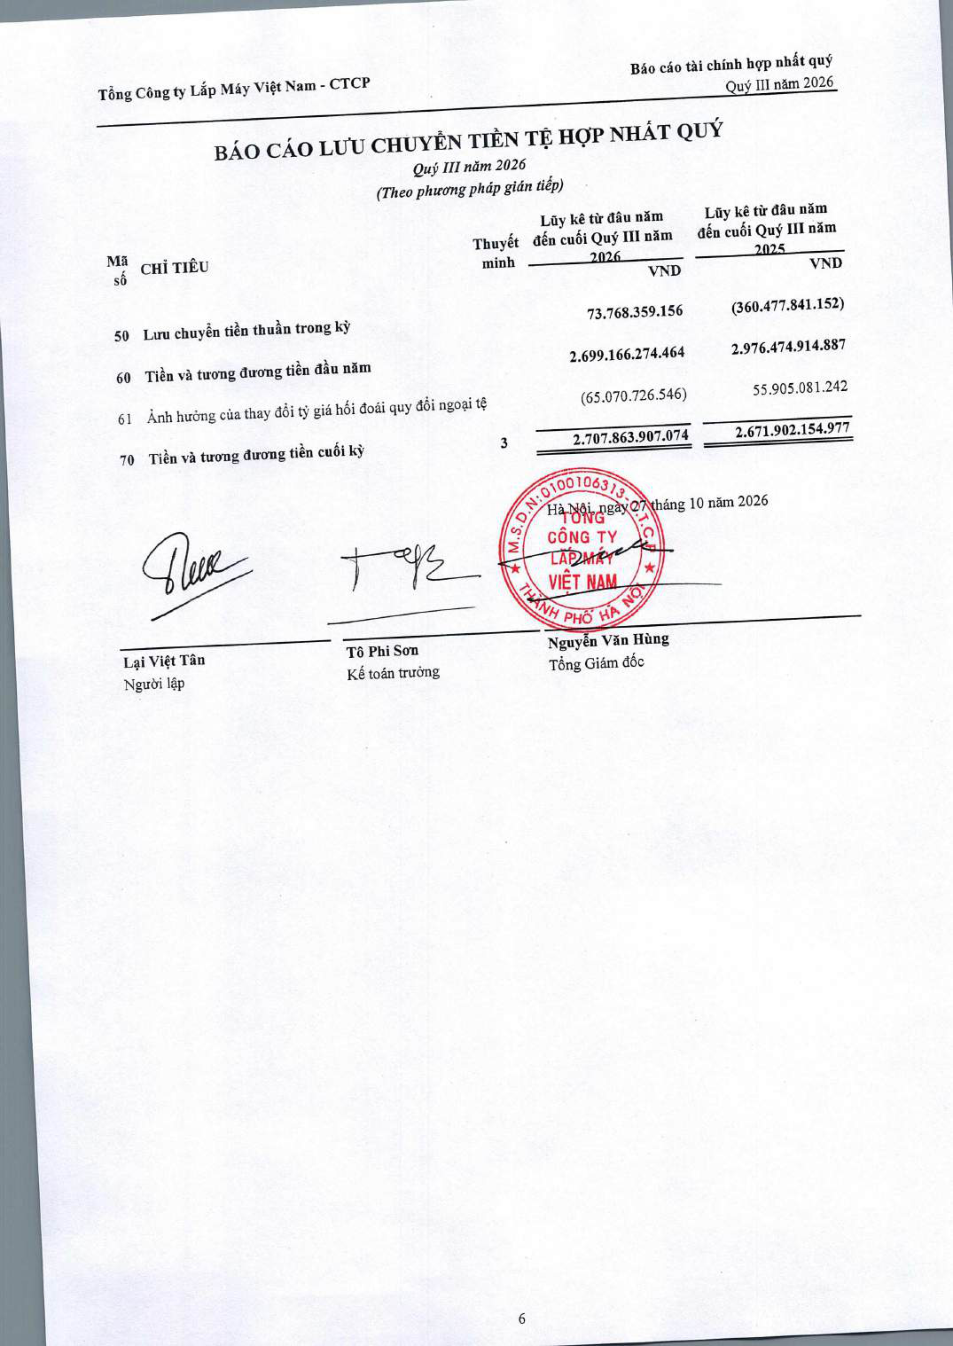 Tổng Công ty Lắp Máy Việt Nam - CTCP
Báo cáo tài chính hợp nhất quý
Quý III năm 2026
BÁO CÁO LƯU CHUYỂN TIỀN TỆ HỢP NHẤT QUÝ
Quý III năm 2026
(Theo phương pháp gián tiếp)
Mã số CHỈ TIÊU Thuyết minh Lũy kê từ đâu năm đến cuối Quý III năm 2026 VND Lũy kê từ đâu năm đến cuối Quý III năm 2025 VND
50 Lưu chuyển tiền thuần trong kỳ 73.768.359.156 (360.477.841.152)
60 Tiền và tương đương tiền đầu năm 2.699.166.274.464 2.976.474.914.887
61 Ảnh hưởng của thay đổi tỷ giá hối đoái quy đổi ngoại tệ (65.070.726.546) 55.905.081.242
70 Tiền và tương đương tiền cuối kỳ 3 2.707.863.907.074 2.671.902.154.977
Hà Nội, ngày 27 tháng 10 năm 2026
M.S.D.N:0100106313-C.T.C.P
TỔNG
CÔNG TY
LẮP MÁY
VIỆT NAM
THÀNH PHỐ HÀ NỘI
Lại Việt Tân
Người lập
Tô Phi Sơn
Kế toán trưởng
Nguyễn Văn Hùng
Tổng Giám đốc
6